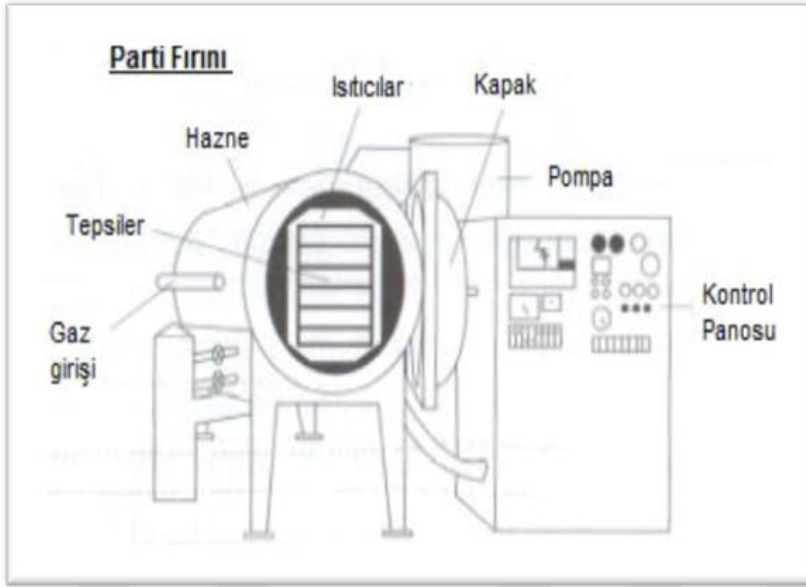 Parti Fırını
Isıtıcılar
Kapak
Hazne
Pompa
Tepsiler
Kontrol
Panosu
Gaz
girişi